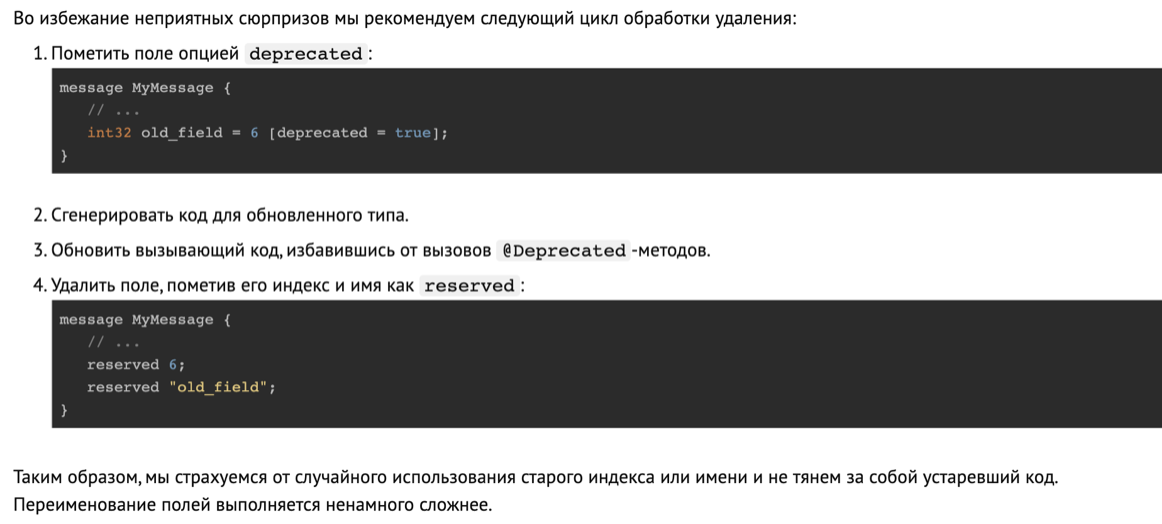 Во избежание неприятных сюрпризов мы рекомендуем следующий цикл обработки удаления:
1. Пометить поле опцией deprecated:
message MyMessage {
// ...
int32 old_field = 6 [deprecated = true];
}
2. Сгенерировать код для обновленного типа.
3. Обновить вызывающий код, избавившись от вызовов @Deprecated-методов.
4. Удалить поле, пометив его индекс и имя как reserved:
message MyMessage {
// ...
reserved 6;
reserved "old_field";
}
Таким образом, мы страхуемся от случайного использования старого индекса или имени и не тянем за собой устаревший код.
Переименование полей выполняется ненамного сложнее.